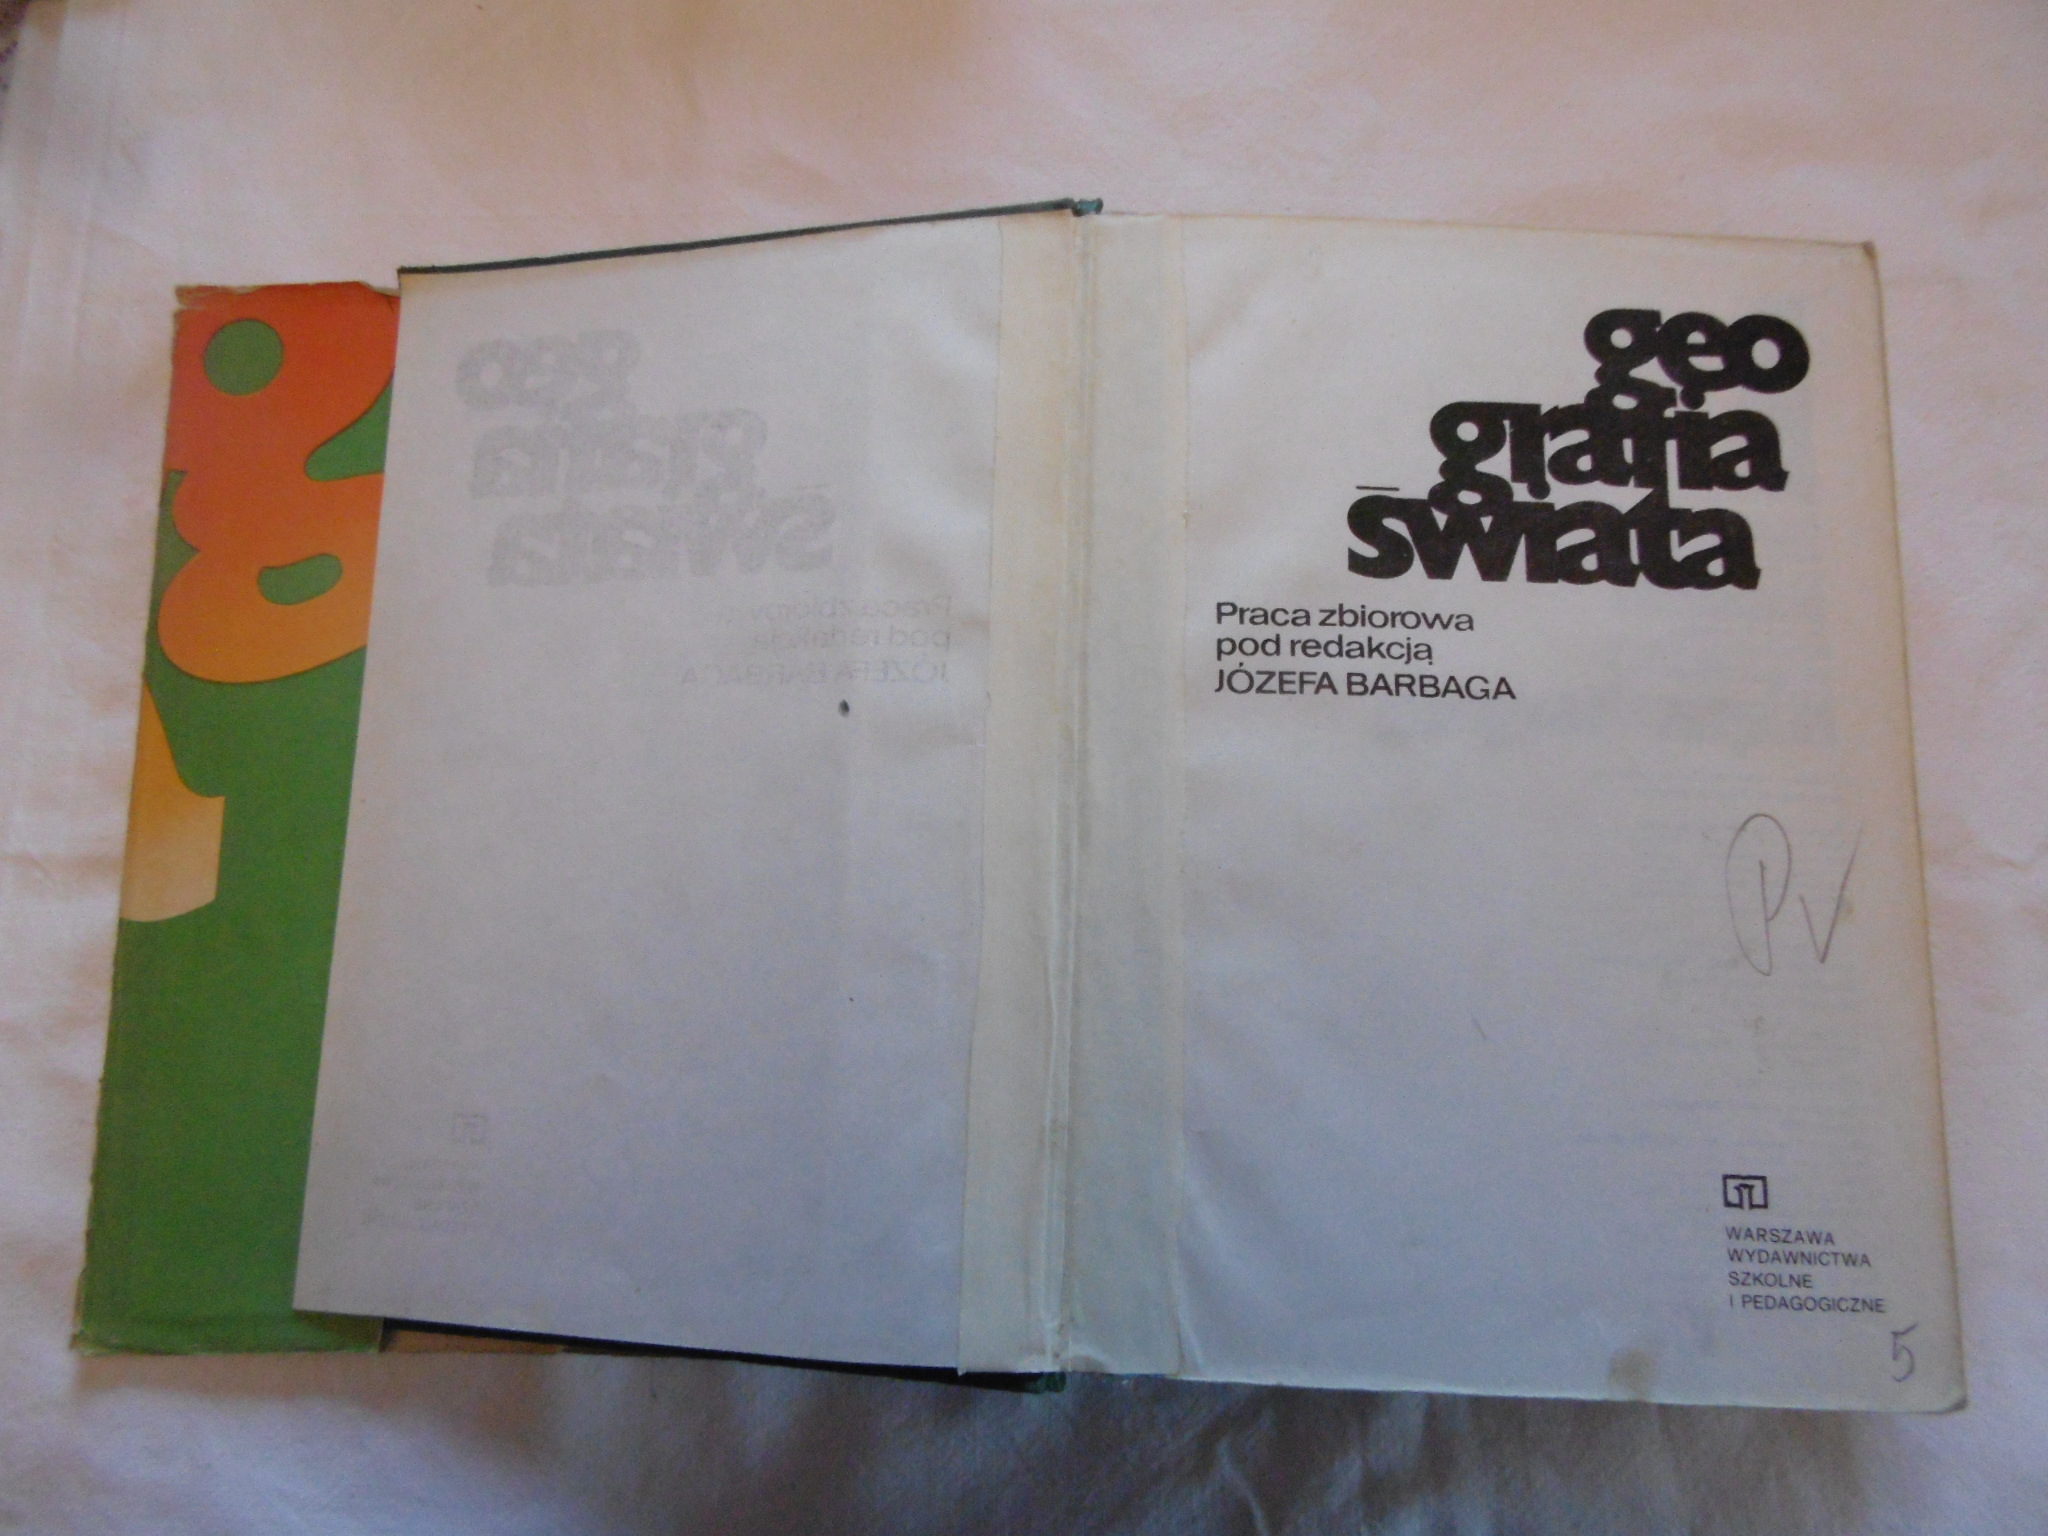 geo
grafia
świata
Praca zbiorowa
pod redakcją
JÓZEFA BARBAGA
PV
WARSZAWA
WYDAWNICTWA
SZKOLNE
I PEDAGOGICZNE
5